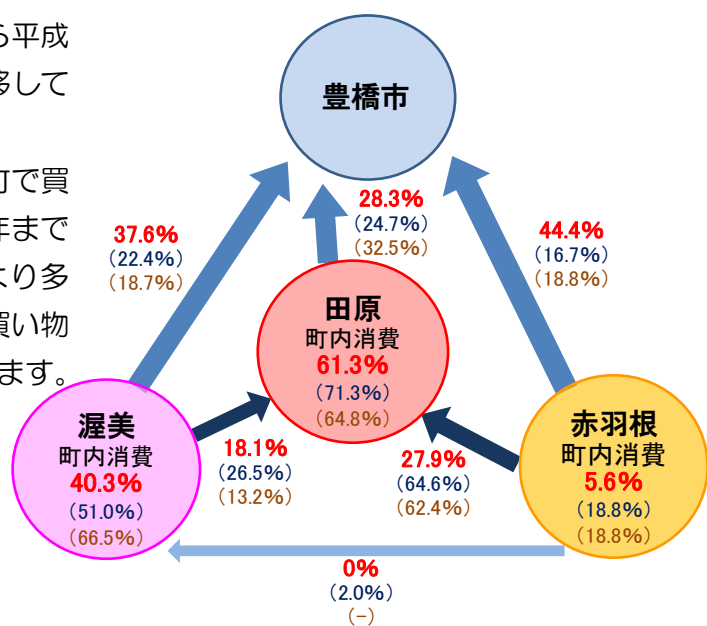 ら平成
移して
町で買
年まで
より多
買い物
ます。
豊橋市
37.6%
(22.4%)
(18.7%)
28.3%
(24.7%)
(32.5%)
44.4%
(16.7%)
(18.8%)
田原
町内消費
61.3%
(71.3%)
(64.8%)
渥美
町内消費
40.3%
(51.0%)
(66.5%)
18.1%
(26.5%)
(13.2%)
27.9%
(64.6%)
(62.4%)
赤羽根
町内消費
5.6%
(18.8%)
(18.8%)
0%
(2.0%)
(-)